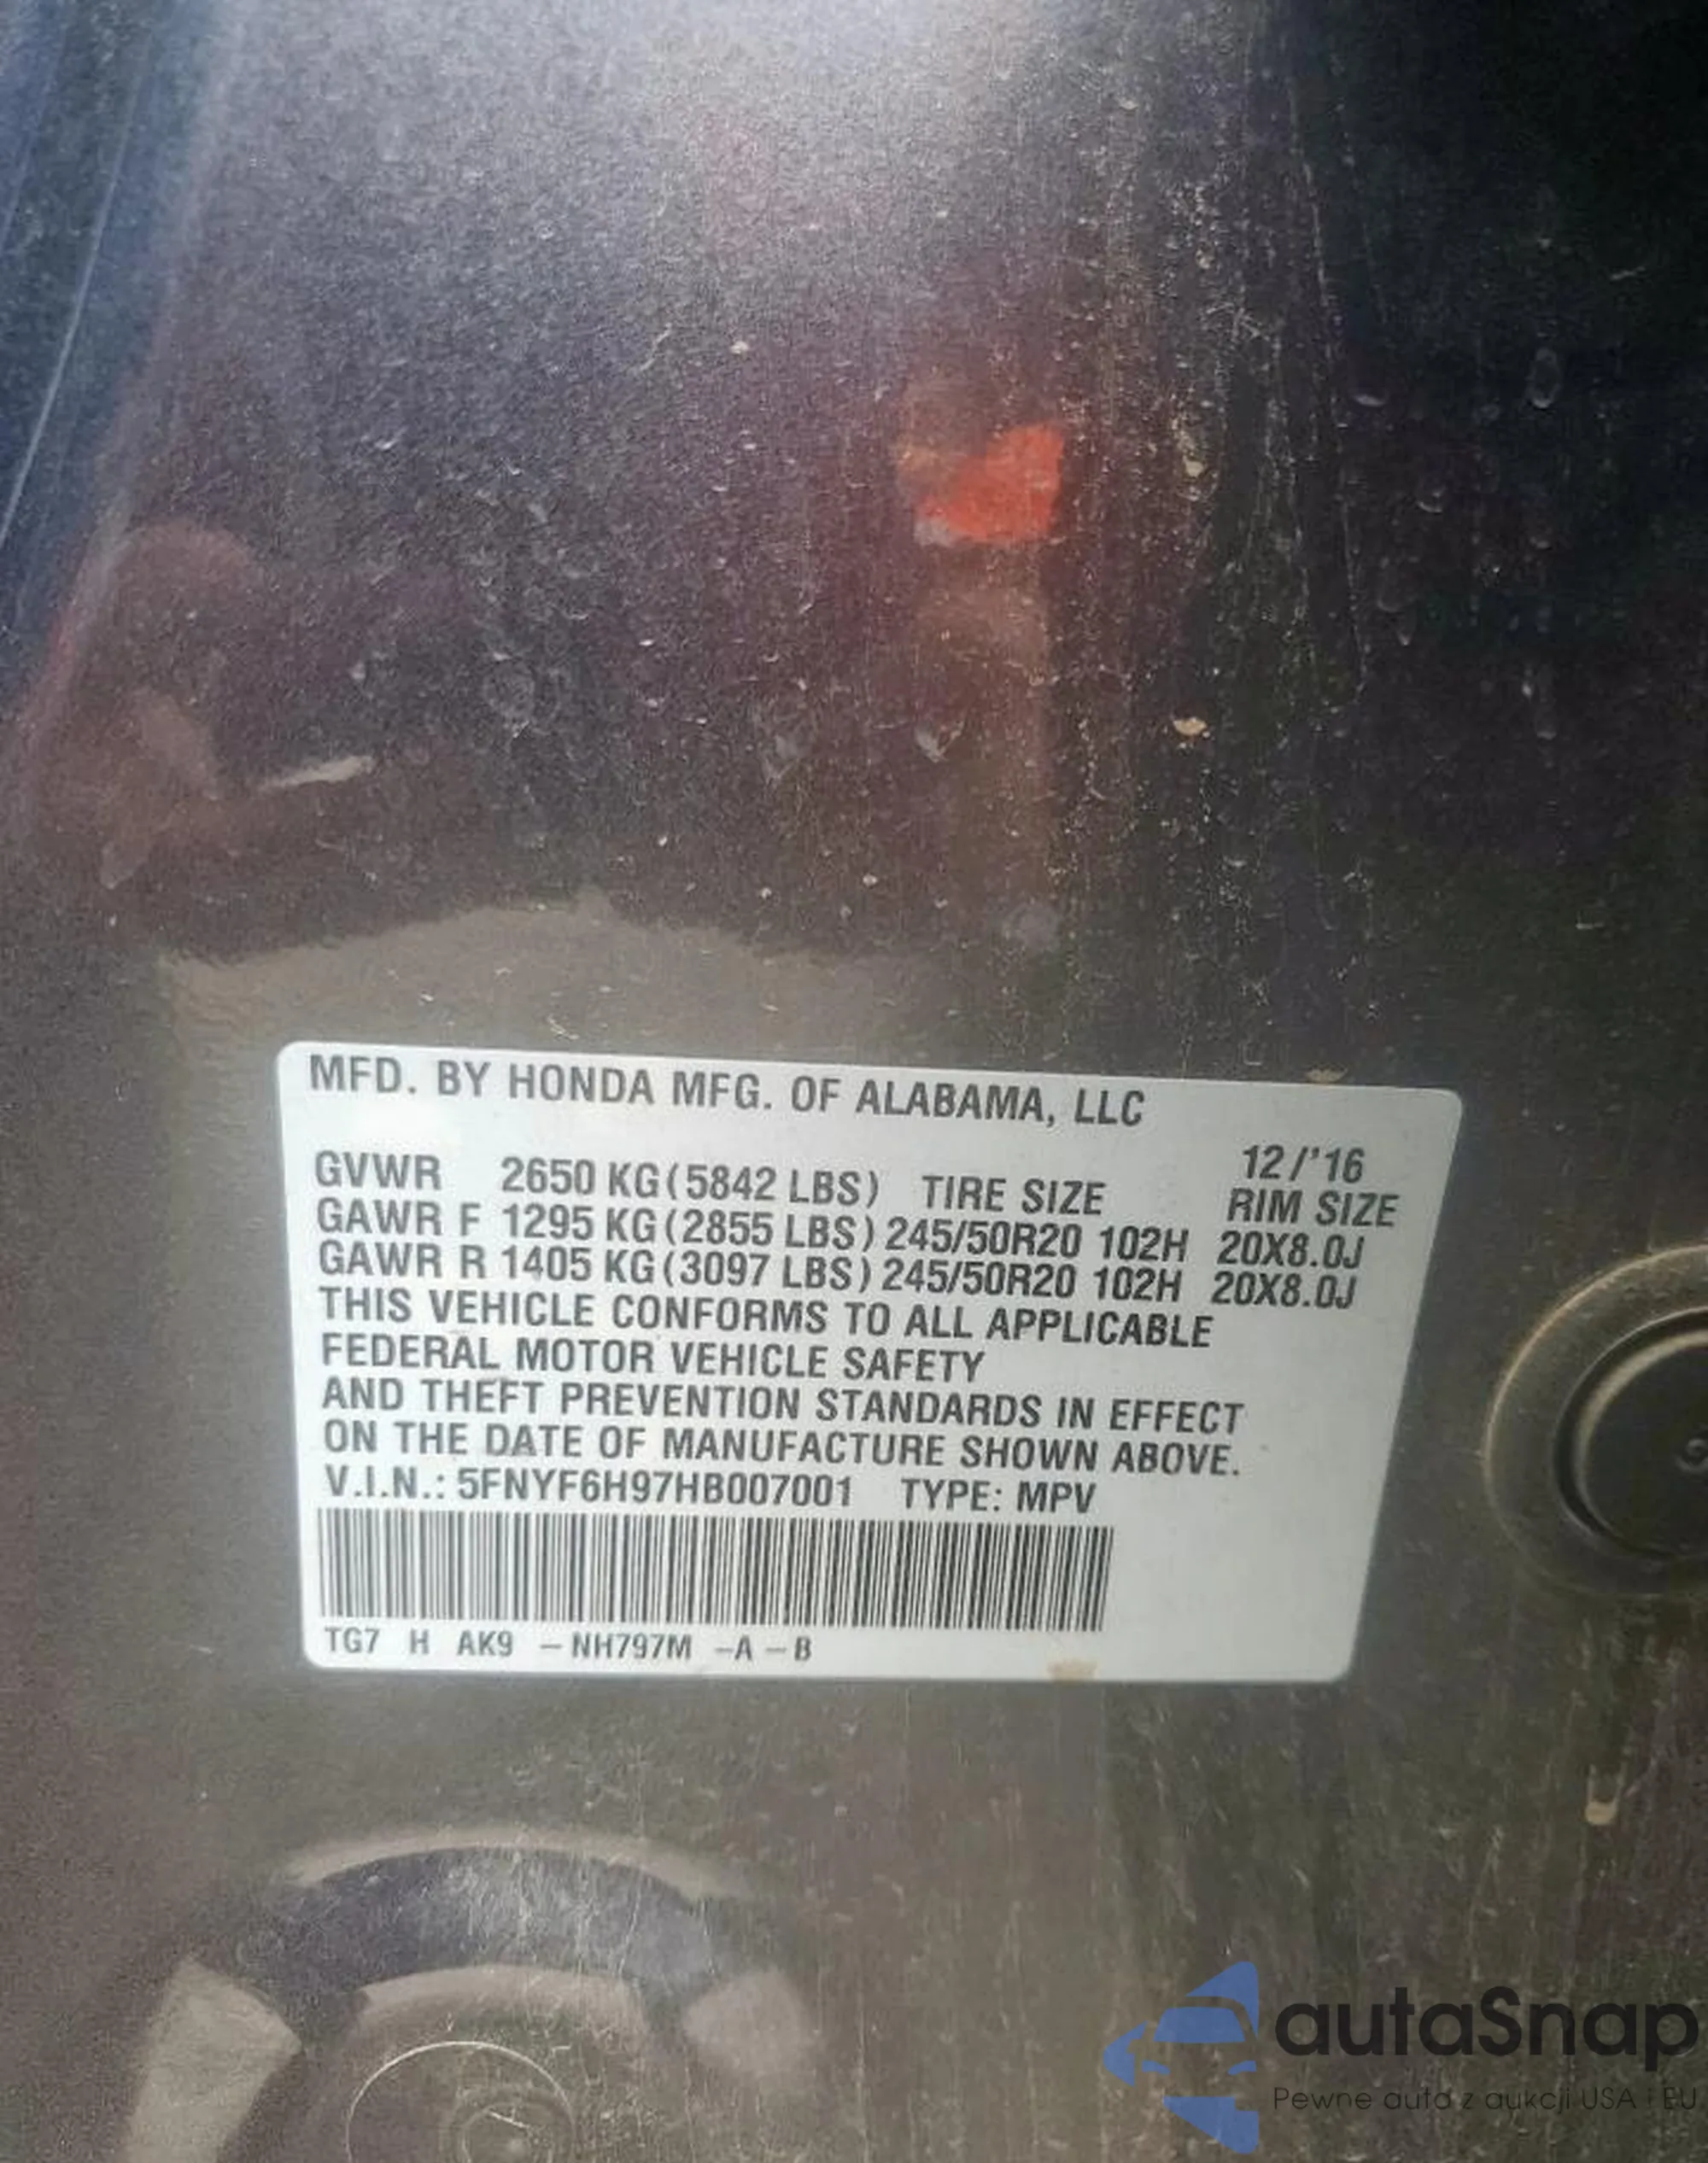 MFD. BY HONDA MFG. OF ALABAMA, LLC
12/'16
GVWR 2650 KG (5842 LBS) TIRE SIZE RIM SIZE
GAWR F 1295 KG (2855 LBS) 245/50R20 102H 20X8.0J
GAWR R 1405 KG (3097 LBS) 245/50R20 102H 20X8.0J
THIS VEHICLE CONFORMS TO ALL APPLICABLE
FEDERAL MOTOR VEHICLE SAFETY
AND THEFT PREVENTION STANDARDS IN EFFECT
ON THE DATE OF MANUFACTURE SHOWN ABOVE.
V.I.N.: 5FNYF6H97HB007001 TYPE: MPV
TG7 H AK9 –NH797M –A –B
autaSnap
Pewne auta z aukcji USA i EU